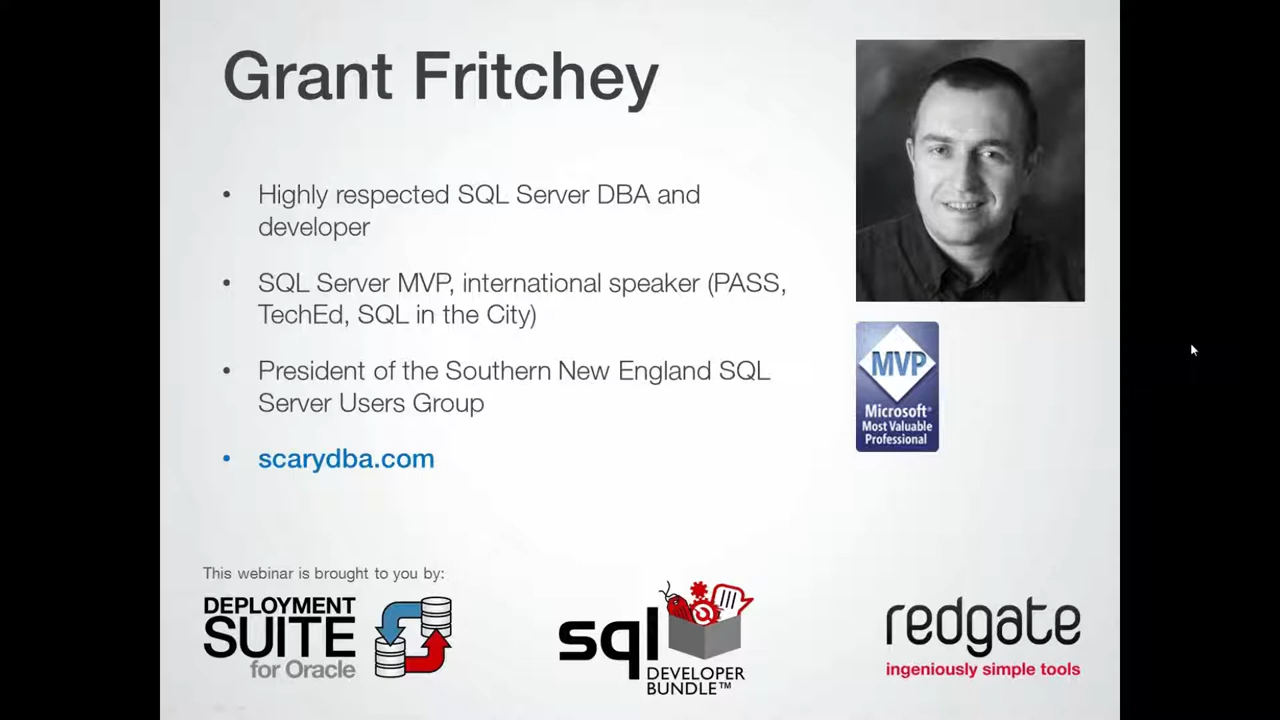 Grant Fritchey
• Highly respected SQL Server DBA and
developer
• SQL Server MVP, international speaker (PASS,
TechEd, SQL in the City)
• President of the Southern New England SQL
Server Users Group
• scarydba.com
MVP
Microsoft®
Most Valuable
Professional
This webinar is brought to you by:
DEPLOYMENT
SUITE
for Oracle
sql
DEVELOPER
BUNDLE™
redgate
ingeniously simple tools